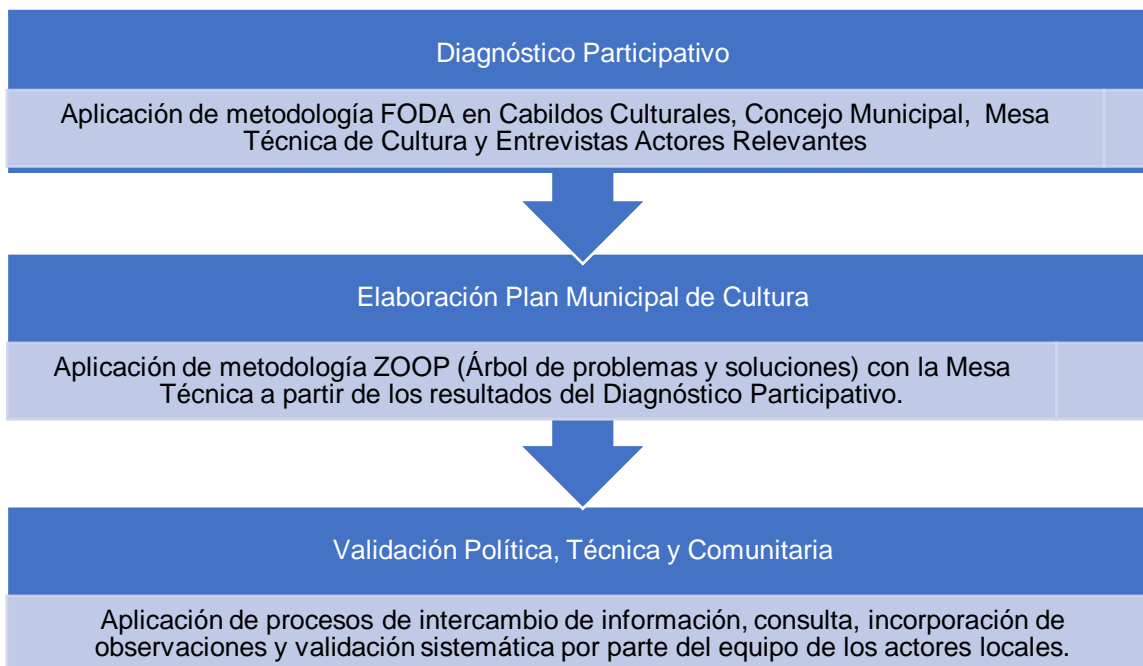 Diagnóstico Participativo
Aplicación de metodología FODA en Cabildos Culturales, Concejo Municipal, Mesa
Técnica de Cultura y Entrevistas Actores Relevantes
Elaboración Plan Municipal de Cultura
Aplicación de metodología ZOOP (Árbol de problemas y soluciones) con la Mesa
Técnica a partir de los resultados del Diagnóstico Participativo.
Validación Política, Técnica y Comunitaria
Aplicación de procesos de intercambio de información, consulta, incorporación de
observaciones y validación sistemática por parte del equipo de los actores locales.